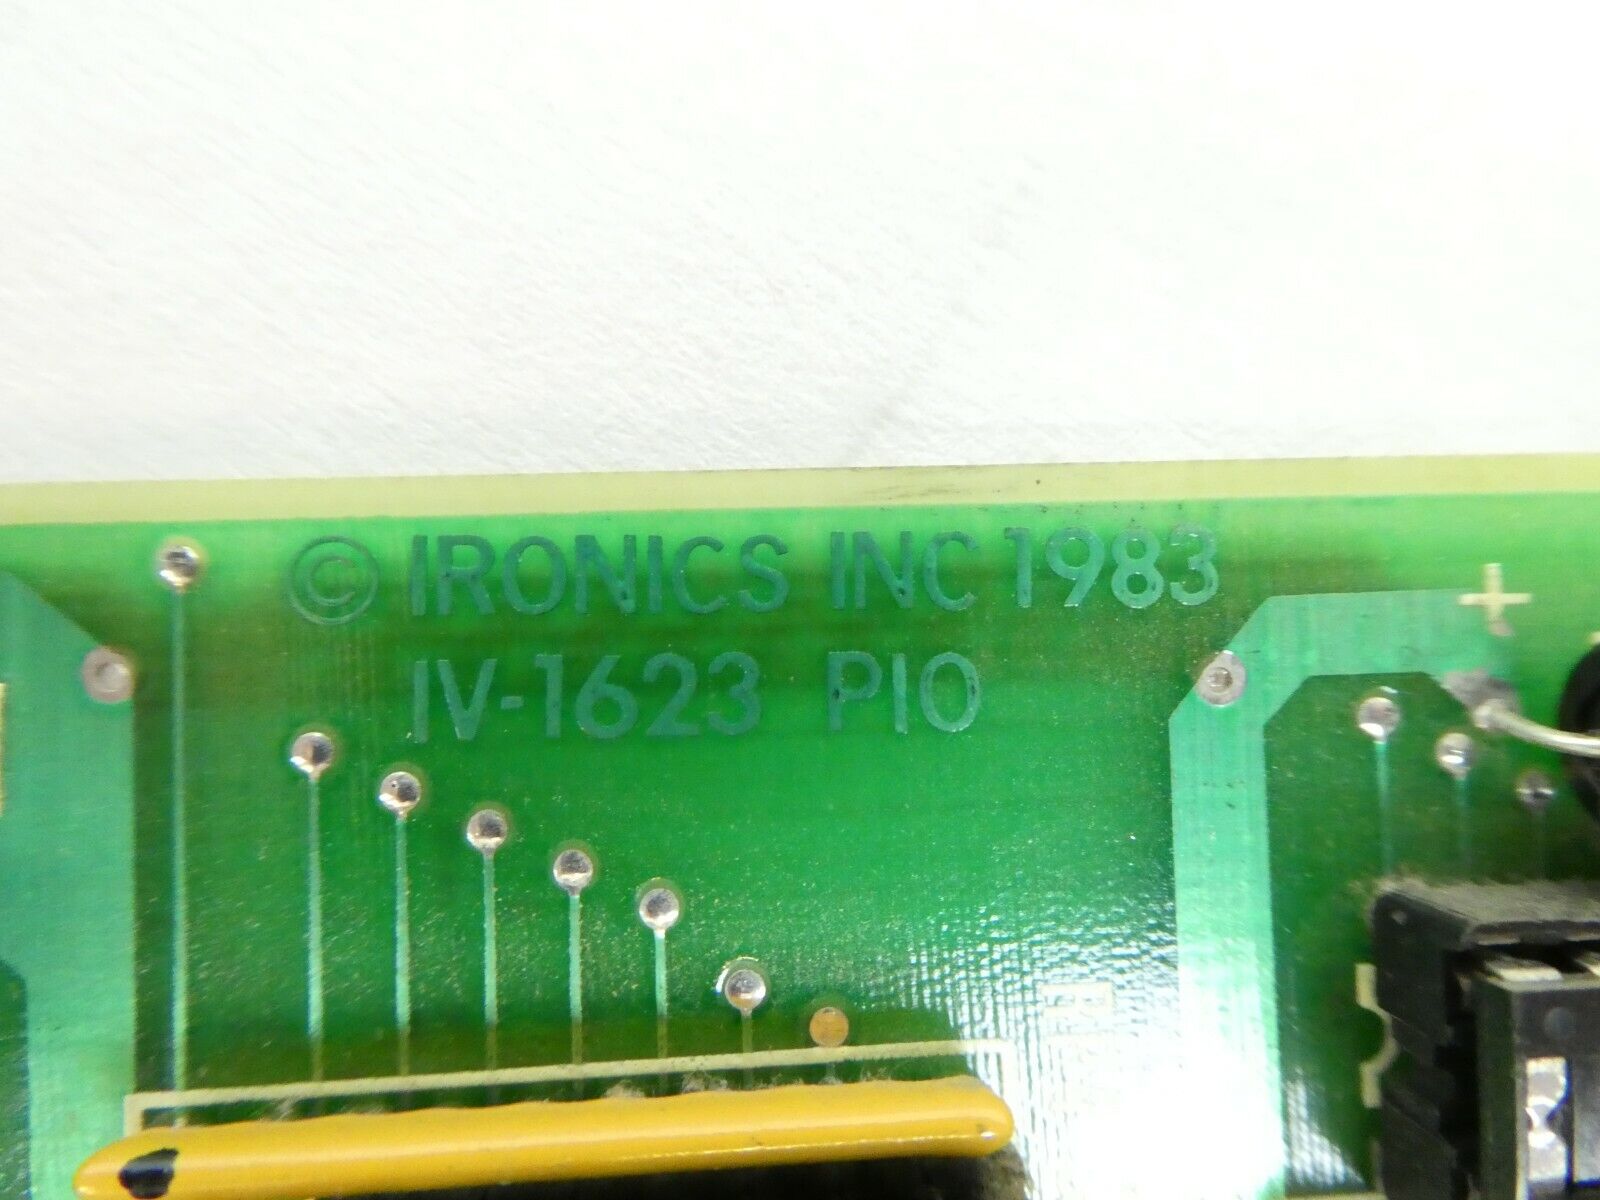 © IRONICS INC 1983
IV-1623 PIO
+